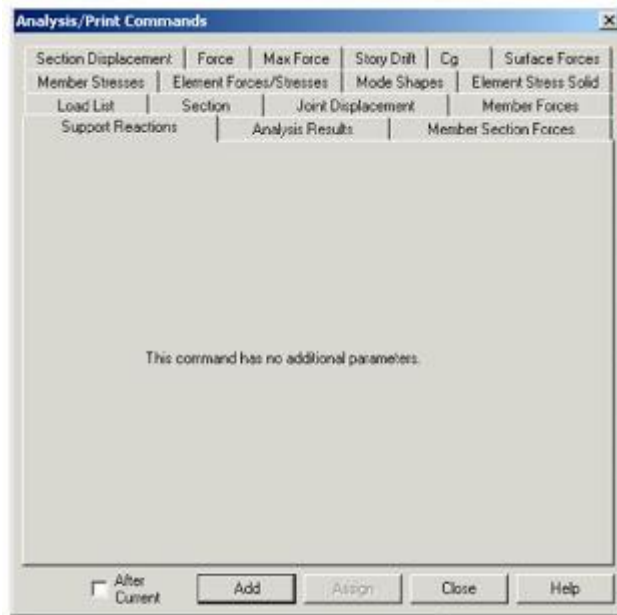 Analysis/Print Commands
Section Displacement Force Max Force Story Drift Cg Surface Forces
Member Stresses Element Forces/Stresses Mode Shapes Element Stress Solid
Load List Section Joint Displacement Member Forces
Support Reactions Analysis Results Member Section Forces
This command has no additional parameters.
After
Current
Add Assign Close Help